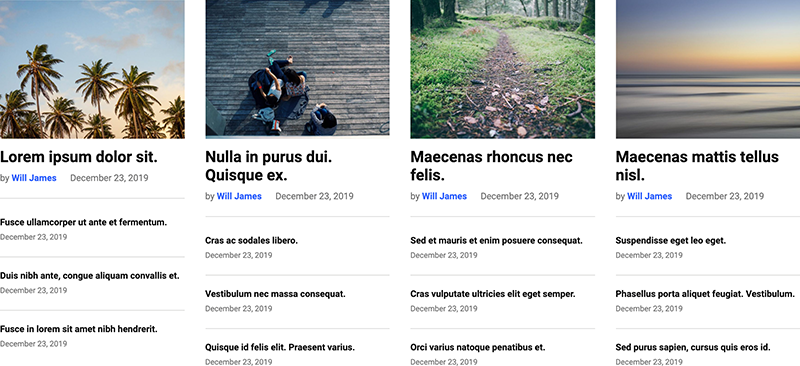 Lorem ipsum dolor sit.
by Will James December 23, 2019
Fusce ullamcorper ut ante et fermentum.
December 23, 2019
Duis nibh ante, congue aliquam convallis et.
December 23, 2019
Fusce in lorem sit amet nibh hendrerit.
December 23, 2019
Nulla in purus dui.
Quisque ex.
by Will James December 23, 2019
Cras ac sodales libero.
December 23, 2019
Vestibulum nec massa consequat.
December 23, 2019
Quisque id felis elit. Praesent varius.
December 23, 2019
Maecenas rhoncus nec
felis.
by Will James December 23, 2019
Sed et mauris et enim posuere consequat.
December 23, 2019
Cras vulputate ultricies elit eget semper.
December 23, 2019
Orci varius natoque penatibus et.
December 23, 2019
Maecenas mattis tellus
nisl.
by Will James December 23, 2019
Suspendisse eget leo eget.
December 23, 2019
Phasellus porta aliquet feugiat. Vestibulum.
December 23, 2019
Sed purus sapien, cursus quis eros id.
December 23, 2019